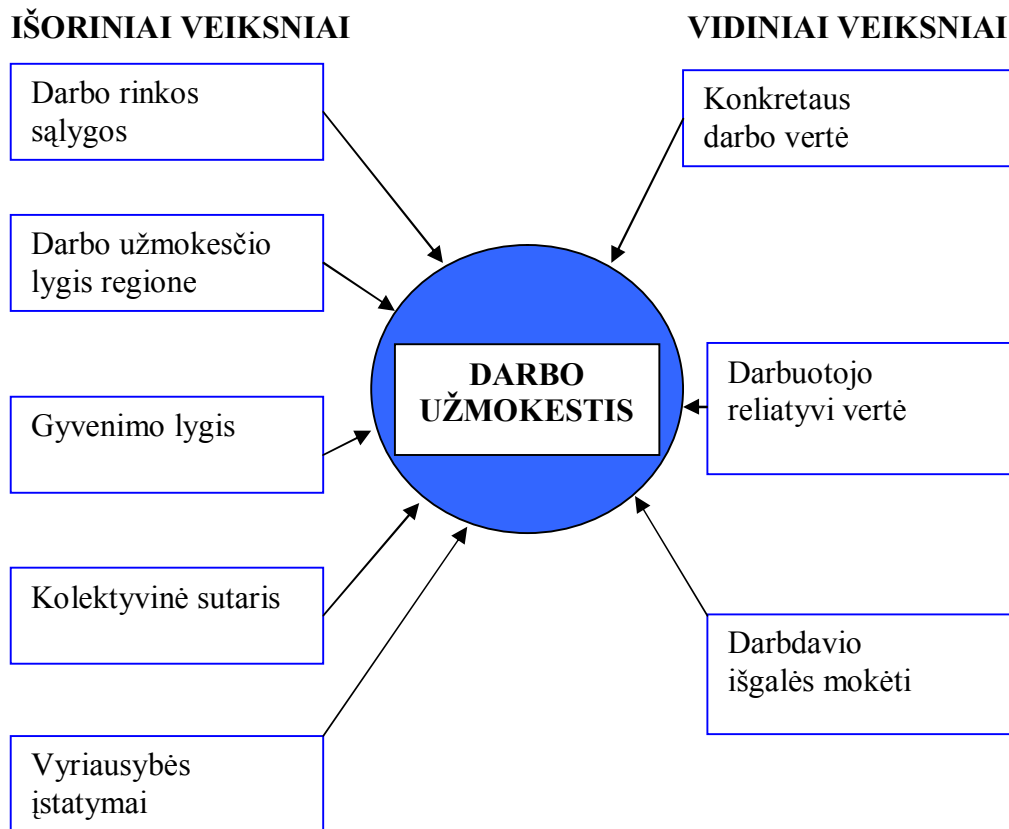 IŠORINIAI VEIKSNIAI
Darbo rinkos
sąlygos
Darbo užmokesčio
lygis regione
Gyvenimo lygis
Kolektyvinė sutaris
Vyriausybės
įstatymai
DARBO
UŽMOKESTIS
VIDINIAI VEIKSNIAI
Konkretaus
darbo vertė
Darbuotojo
reliatyvi vertė
Darbdavio
išgalės mokėti